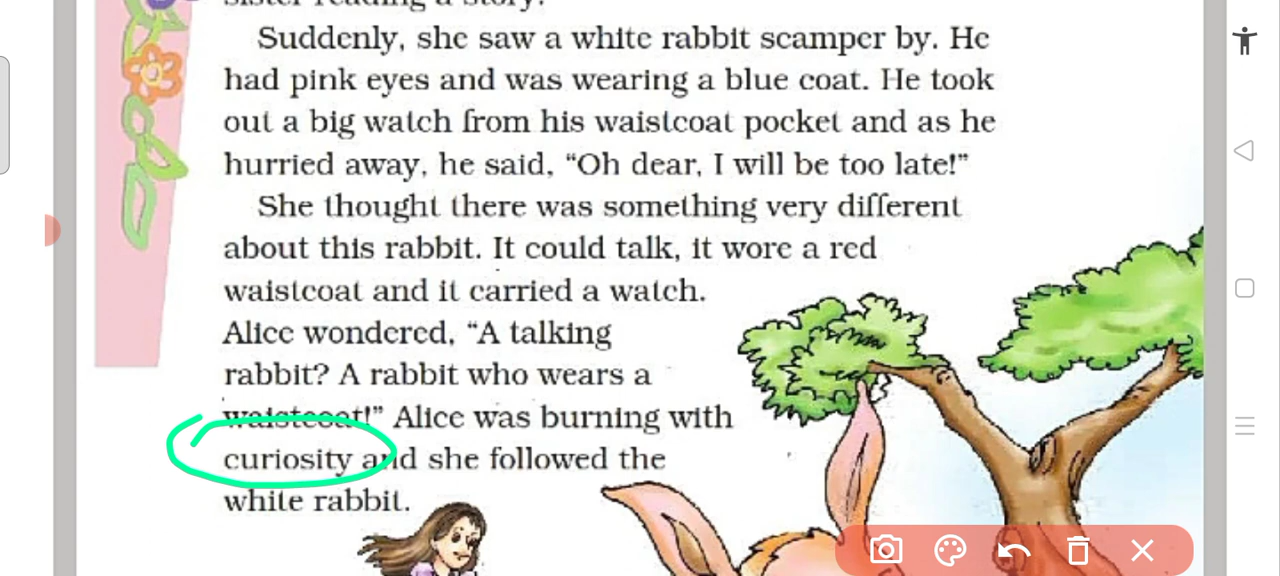 sister reading a story.
Suddenly, she saw a white rabbit scamper by. He
had pink eyes and was wearing a blue coat. He took
out a big watch from his waistcoat pocket and as he
hurried away, he said, “Oh dear, I will be too late!”
She thought there was something very different
about this rabbit. It could talk, it wore a red
waistcoat and it carried a watch.
Alice wondered, “A talking
rabbit? A rabbit who wears a
waistcoat!” Alice was burning with
curiosity and she followed the
white rabbit.